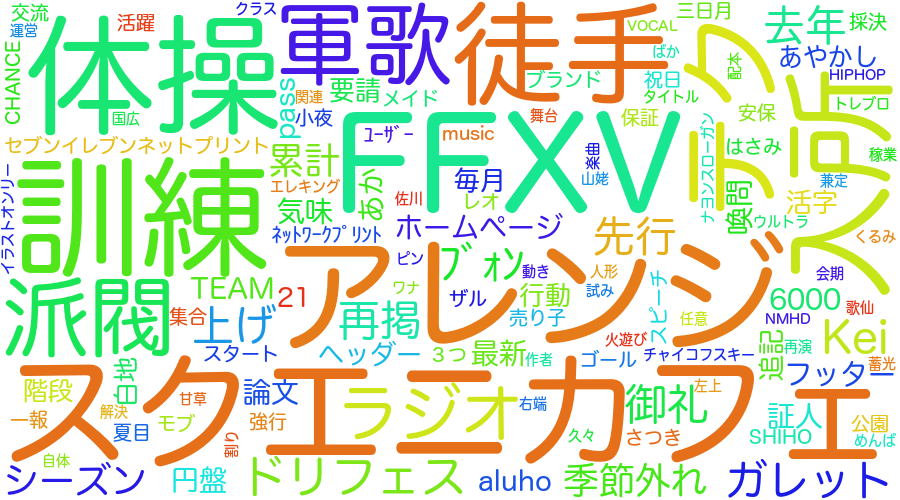 交流
運営
活躍
クラス
軍歌
徒手
三日月
VOCAL
去年
採決
CHANCE
体操
国広
関連
pass
要請
小夜
メイド
ブランド
ばか
祝日
タイトル
配本
あやかし
HIPHOP
トレブロ
セブンイレブンネットプリント
ﾕｰｻﾞｰ
music
舞台
保証
安保
入所
訓練
累計
エレキング
あか
毎月
レオ
佐川
FFXV
楽曲
山姥
ナヨンスローガン
はさみ
兼定
稼業
イラストオンリー
気味
ﾈｯﾄﾜｰｸﾌﾟﾘﾝﾄ
ホームページ
先行
喚問
活字
ウルトラ
くるみ
派閥
TEAM
21
アレンジ
ﾌﾞｫﾝ
ピン
動き
人形
会期
集合
上げ
再掲
ワナ
ザル
行動
試み
スピーチ
6000
NMHD
歌仙
スタート
ヘッダー
3つ
最新
作者
売り子
ゴール
火遊び
任意
チャイコフスキー
追記
再演
Kei
白地
スクエニカフェ
フッター
蓄光
階段
甘草
論文
ラジオ
右端
御礼
左上
一報
解決
夏目
モブ
割り
強行
久々
さつき
証人
SHIHO
公園
めんば
自体
シーズン
円盤
ドリフェス
aluho
季節外れ
ガレット